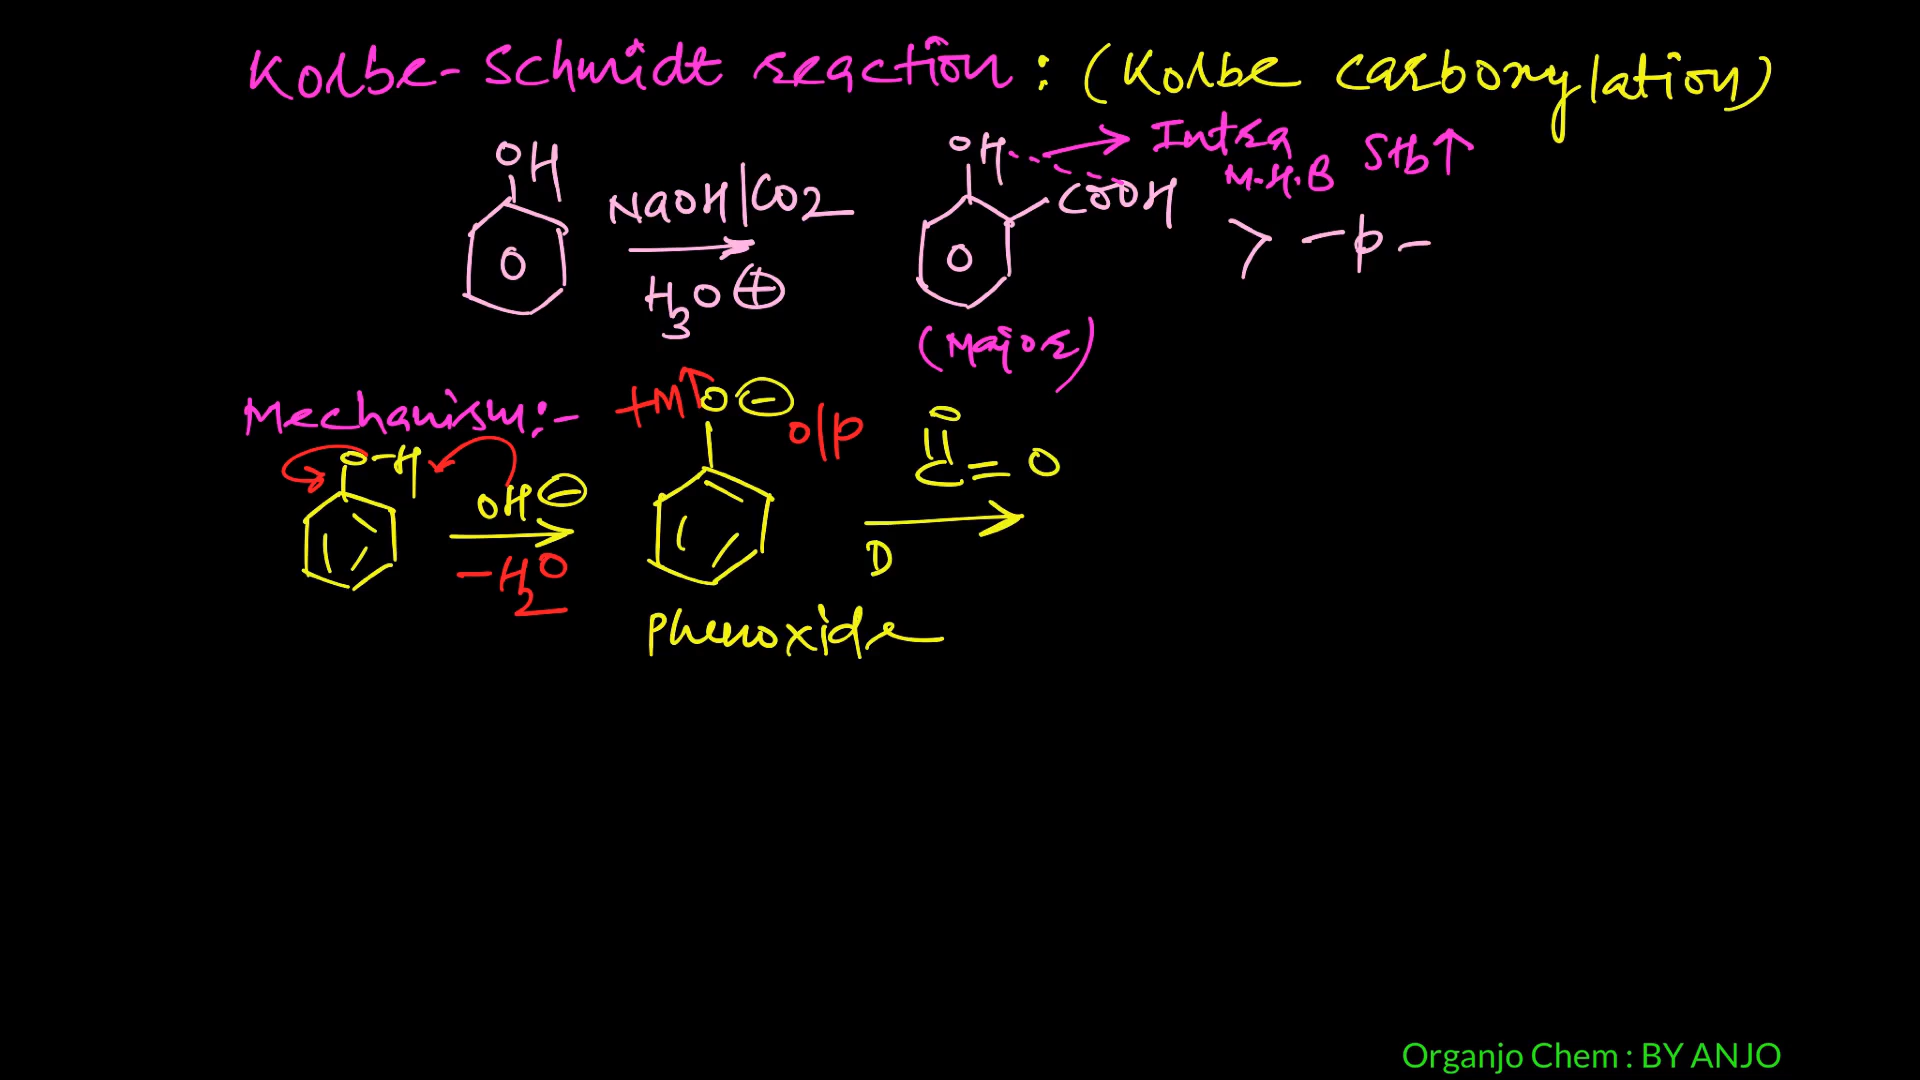 Kolbe-Schmidt reaction : (Kolbe carboxylation)
OH
NaOH/CO2
H3O⊕
OH
COOH
Intra
M.H.B
Stb↑
> -p-
(Major)
Mechanism:-
O-H
OH⊖
-H2O
+M↑
O⊖
o/p
Phenoxide
O
C=O
D
Organjo Chem : BY ANJO